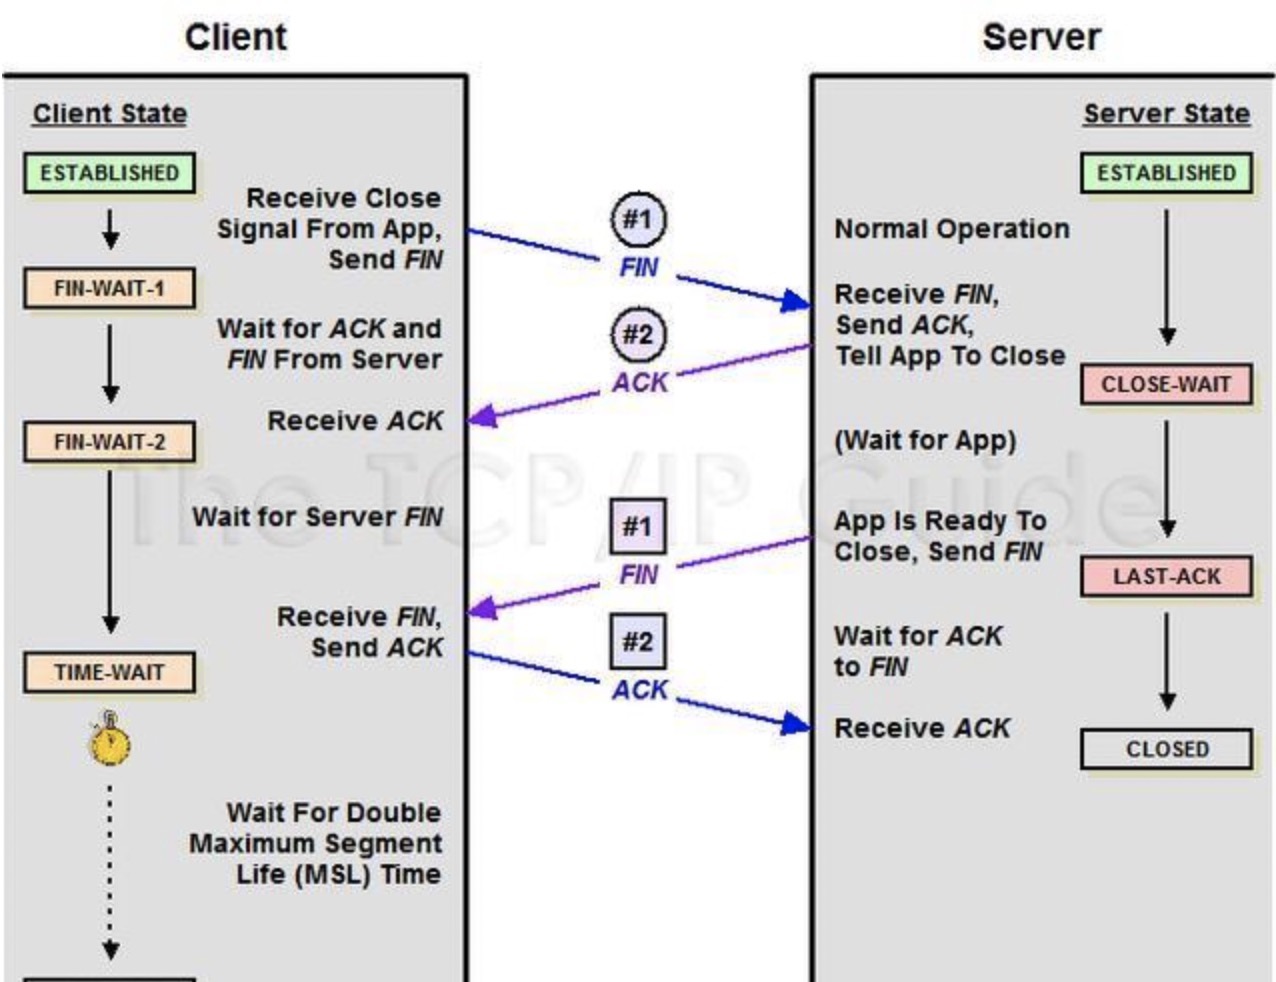 Client
Server
Client State
Server State
ESTABLISHED
ESTABLISHED
Receive Close
Signal From App,
Send FIN
#1
FIN
Normal Operation
FIN-WAIT-1
Receive FIN,
Send ACK,
Tell App To Close
Wait for ACK and
FIN From Server
#2
ACK
CLOSE-WAIT
Receive ACK
FIN-WAIT-2
(Wait for App)
The TCP/IP Guide
Wait for Server FIN
#1
FIN
App Is Ready To
Close, Send FIN
LAST-ACK
Receive FIN,
Send ACK
#2
ACK
Wait for ACK
to FIN
TIME-WAIT
Receive ACK
CLOSED
Wait For Double
Maximum Segment
Life (MSL) Time